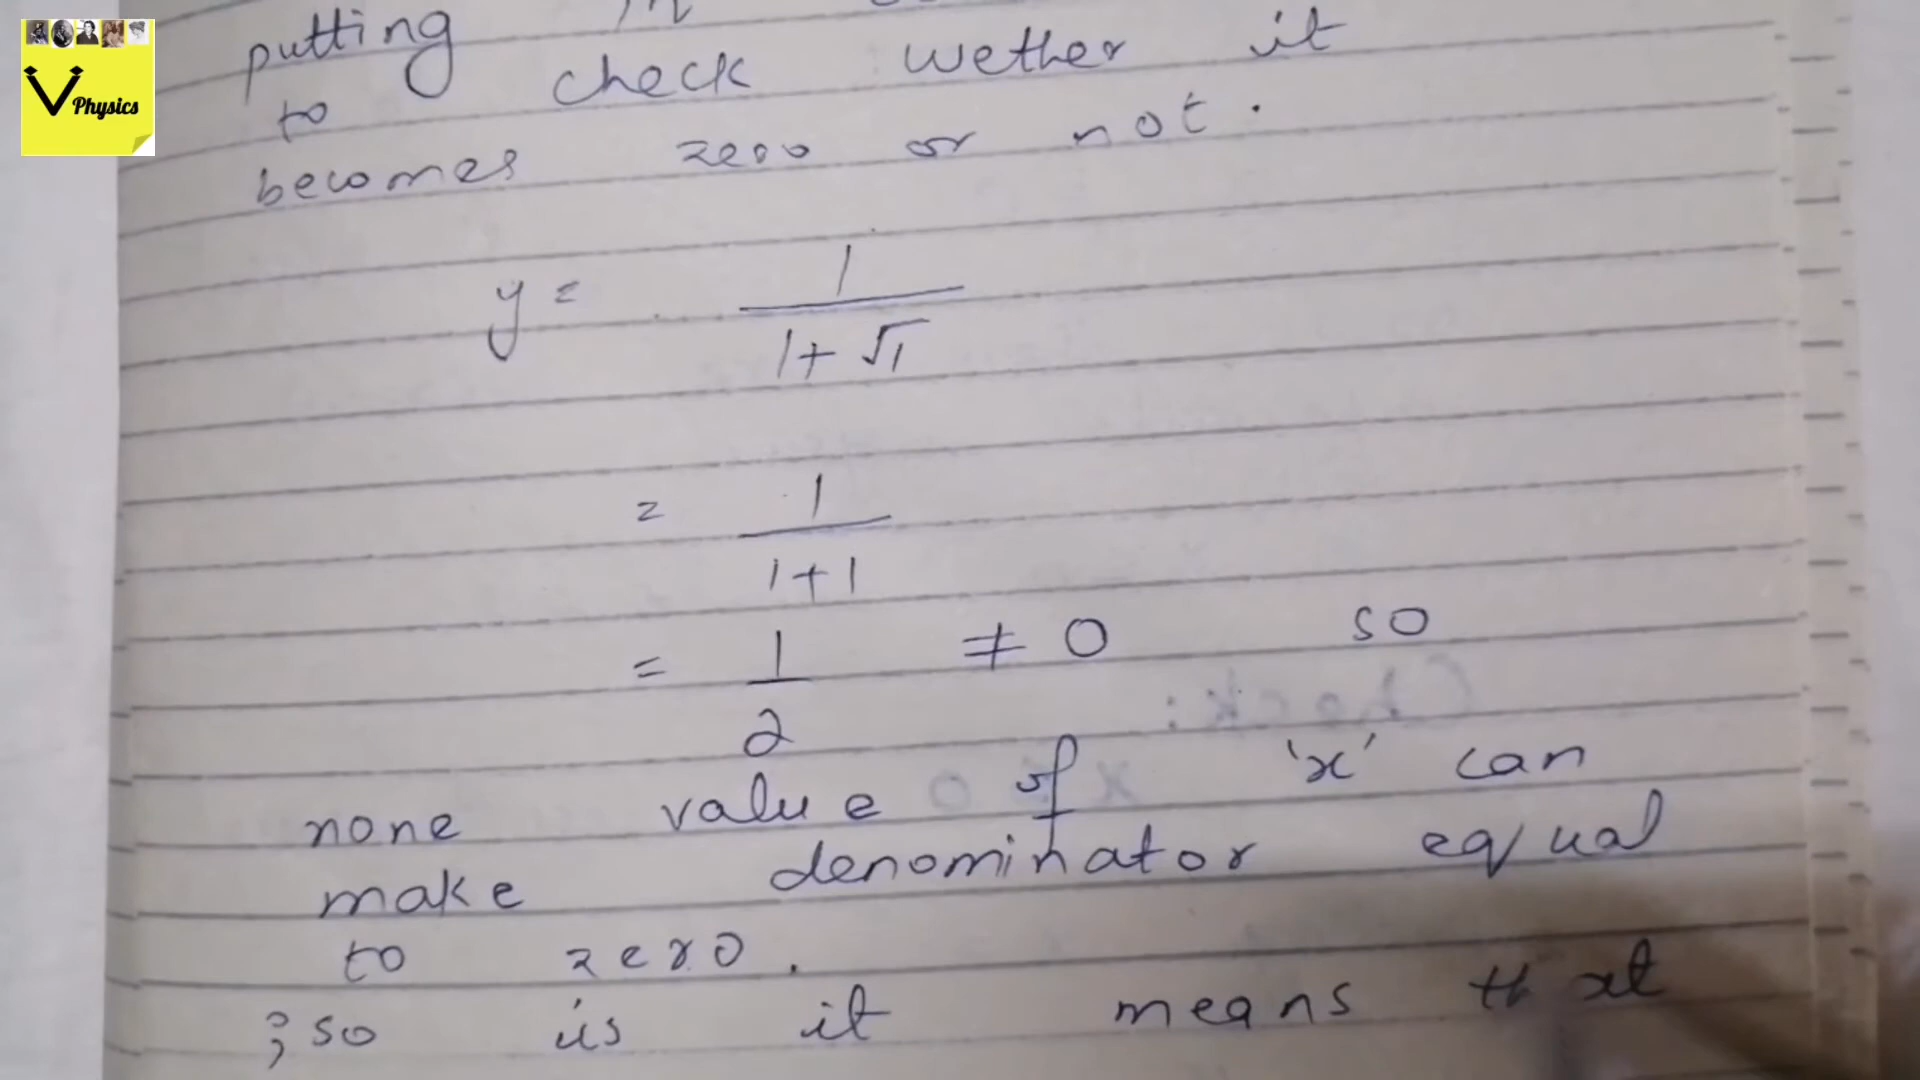 V Physics
putting in
to check wether it
becomes zero or not.
y = 1 / 1 + √1
= 1 / 1 + 1
= 1 / 2 ≠ 0 so
none value of 'x' can
make denominator equal
to zero.
; so is it means that